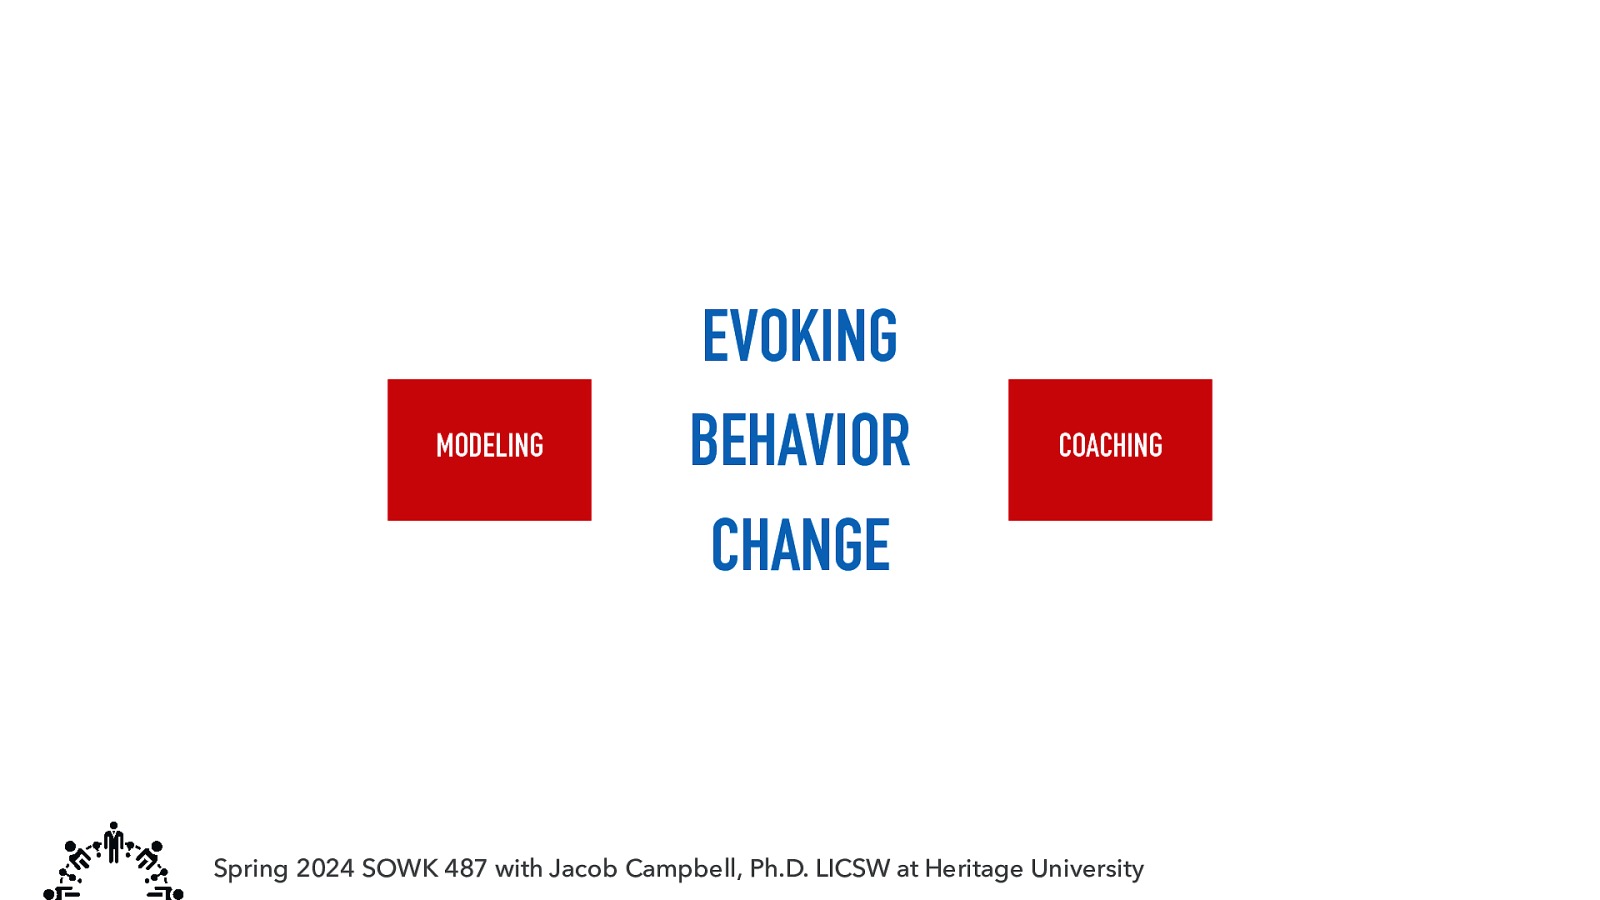 EVOKING
BEHAVIOR
CHANGE
MODELING
COACHING
Spring 2024 SOWK 487 with Jacob Campbell, Ph.D. LICSW at Heritage University